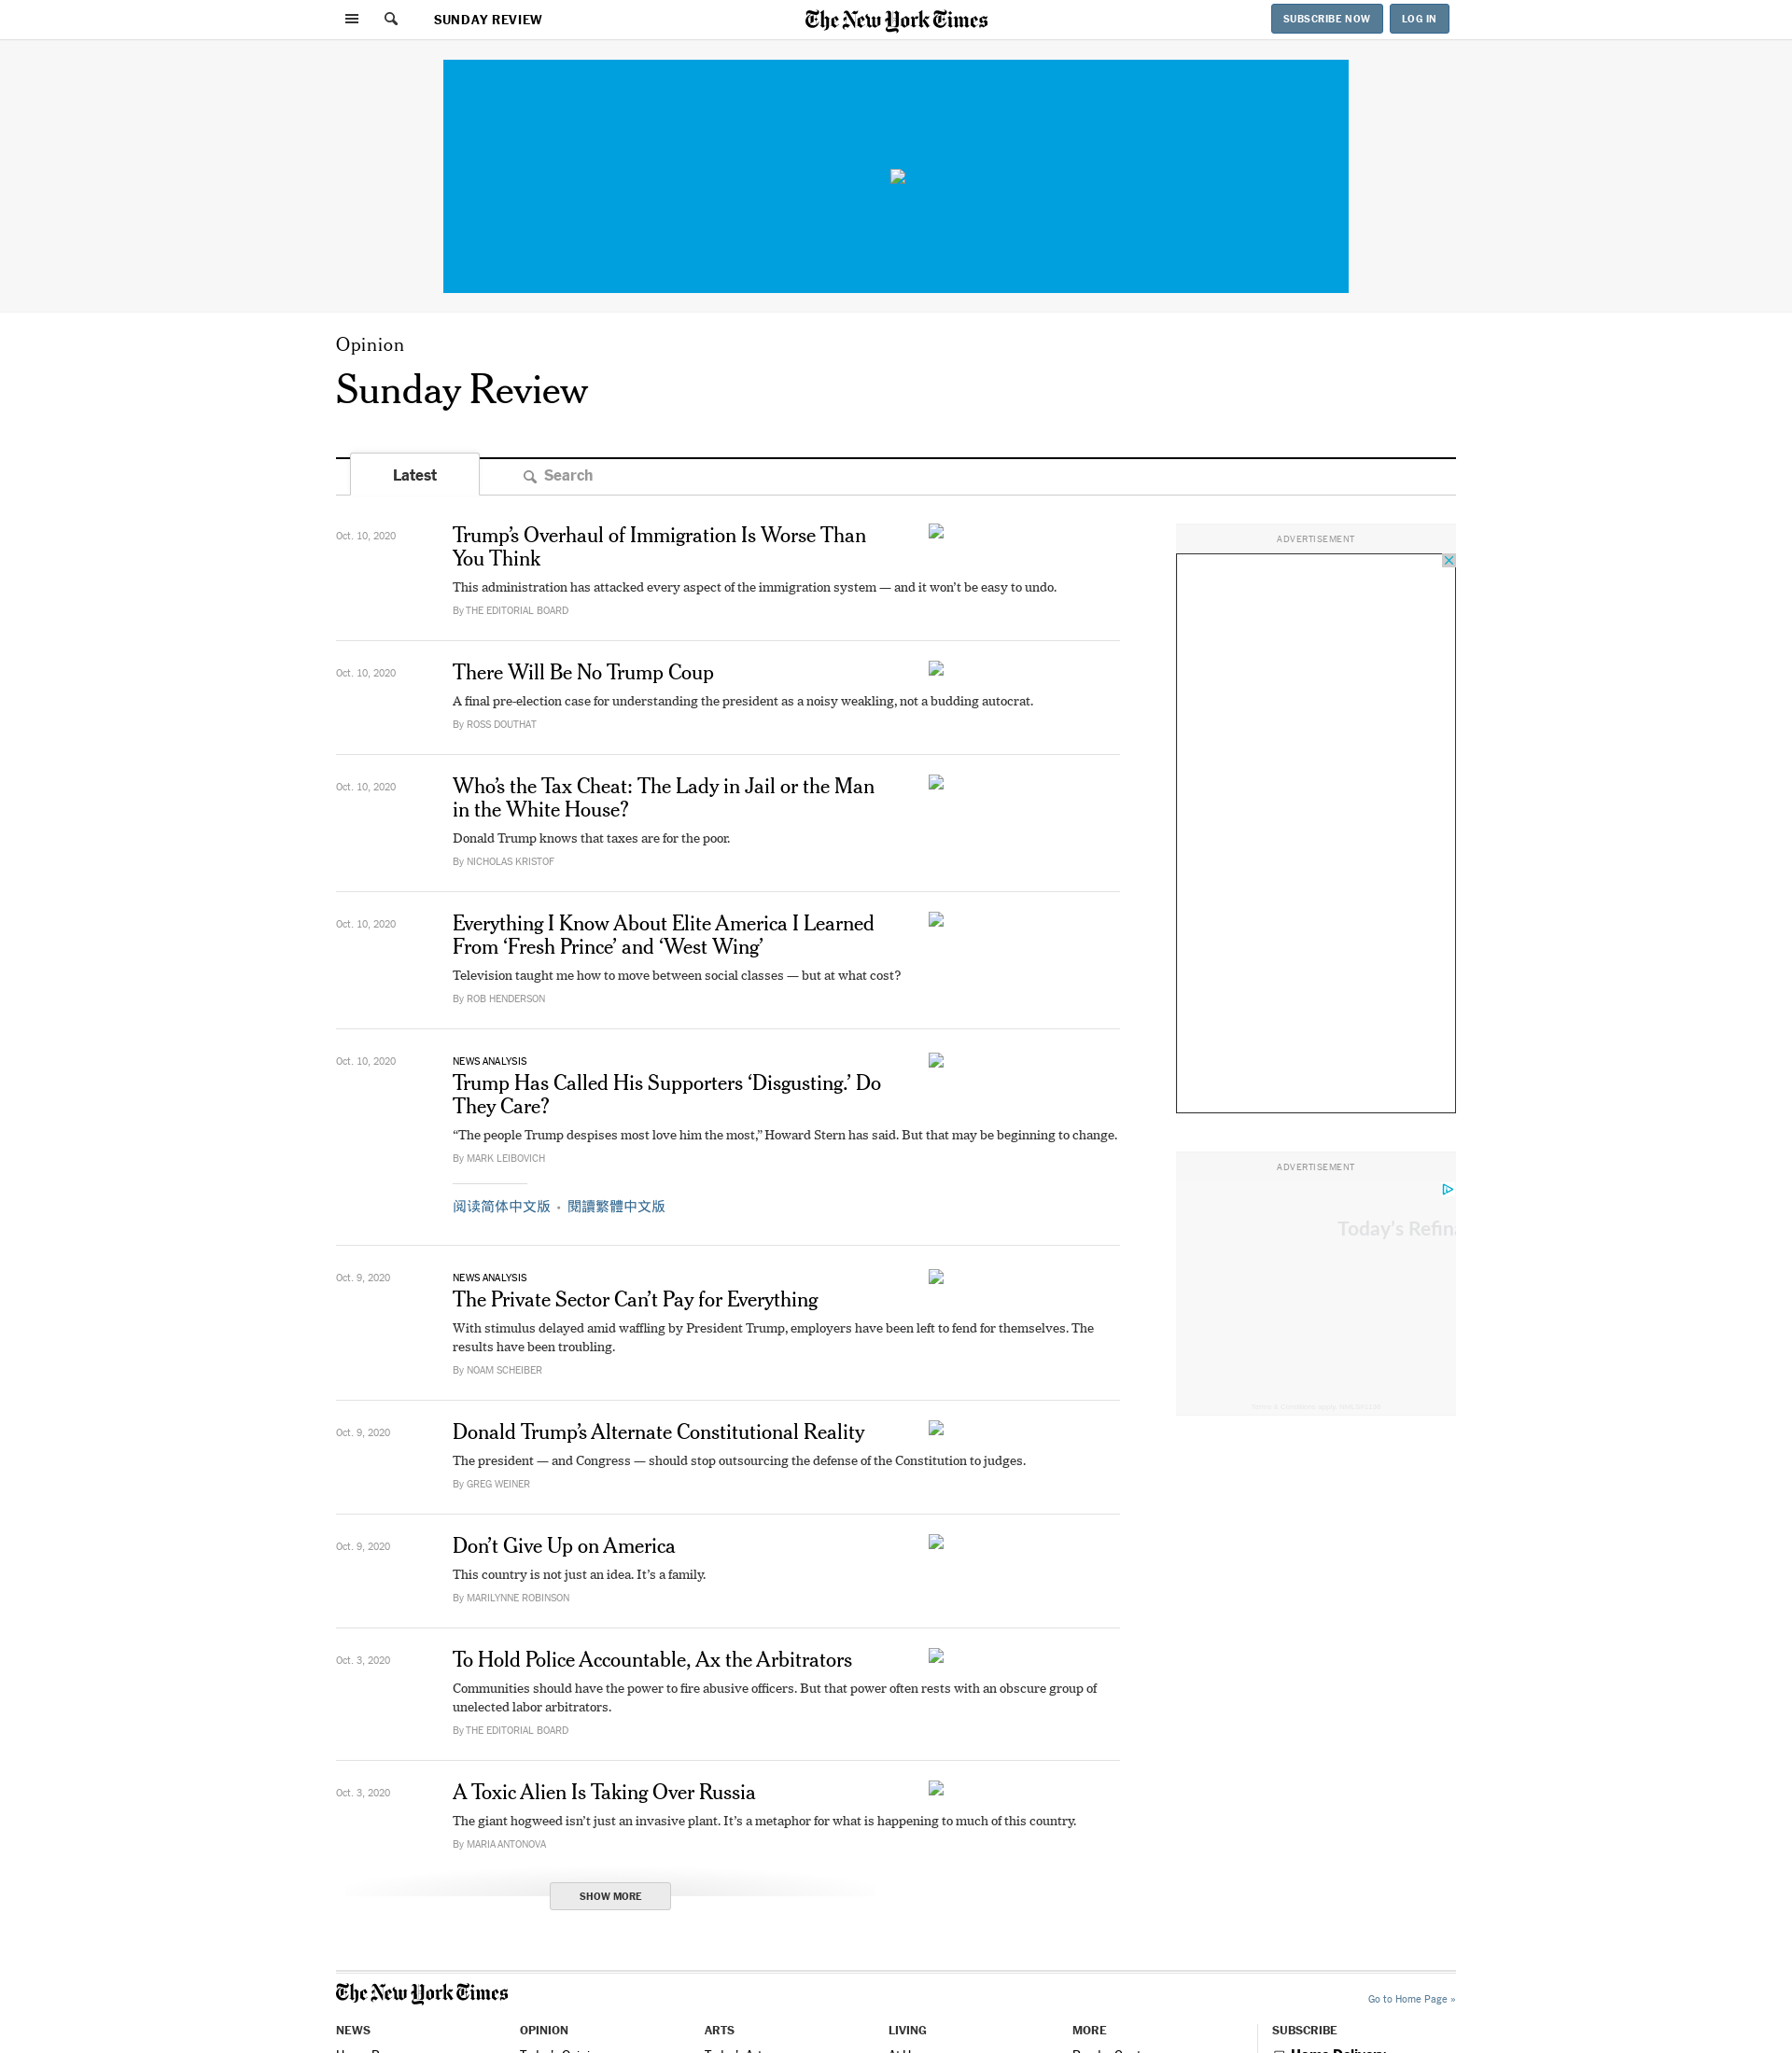 SUNDAY REVIEW
The New York Times
SUBSCRIBE NOW
LOG IN
Opinion
Sunday Review
Latest
Search
Oct. 10, 2020
Trump’s Overhaul of Immigration Is Worse Than
You Think
This administration has attacked every aspect of the immigration system — and it won’t be easy to undo.
By THE EDITORIAL BOARD
Oct. 10, 2020
There Will Be No Trump Coup
A final pre-election case for understanding the president as a noisy weakling, not a budding autocrat.
By ROSS DOUTHAT
Oct. 10, 2020
Who’s the Tax Cheat: The Lady in Jail or the Man
in the White House?
Donald Trump knows that taxes are for the poor.
By NICHOLAS KRISTOF
Oct. 10, 2020
Everything I Know About Elite America I Learned
From ‘Fresh Prince’ and ‘West Wing’
Television taught me how to move between social classes — but at what cost?
By ROB HENDERSON
Oct. 10, 2020
NEWS ANALYSIS
Trump Has Called His Supporters ‘Disgusting.’ Do
They Care?
“The people Trump despises most love him the most,” Howard Stern has said. But that may be beginning to change.
By MARK LEIBOVICH
阅读简体中文版 • 閱讀繁體中文版
Oct. 9, 2020
NEWS ANALYSIS
The Private Sector Can’t Pay for Everything
With stimulus delayed amid waffling by President Trump, employers have been left to fend for themselves. The
results have been troubling.
By NOAM SCHEIBER
Oct. 9, 2020
Donald Trump’s Alternate Constitutional Reality
The president — and Congress — should stop outsourcing the defense of the Constitution to judges.
By GREG WEINER
Oct. 9, 2020
Don’t Give Up on America
This country is not just an idea. It’s a family.
By MARILYNNE ROBINSON
Oct. 3, 2020
To Hold Police Accountable, Ax the Arbitrators
Communities should have the power to fire abusive officers. But that power often rests with an obscure group of
unelected labor arbitrators.
By THE EDITORIAL BOARD
Oct. 3, 2020
A Toxic Alien Is Taking Over Russia
The giant hogweed isn’t just an invasive plant. It’s a metaphor for what is happening to much of this country.
By MARIA ANTONOVA
SHOW MORE
ADVERTISEMENT
ADVERTISEMENT
Today's
The New York Times
Go to Home Page »
NEWS
OPINION
ARTS
LIVING
MORE
SUBSCRIBE
Home Delivery